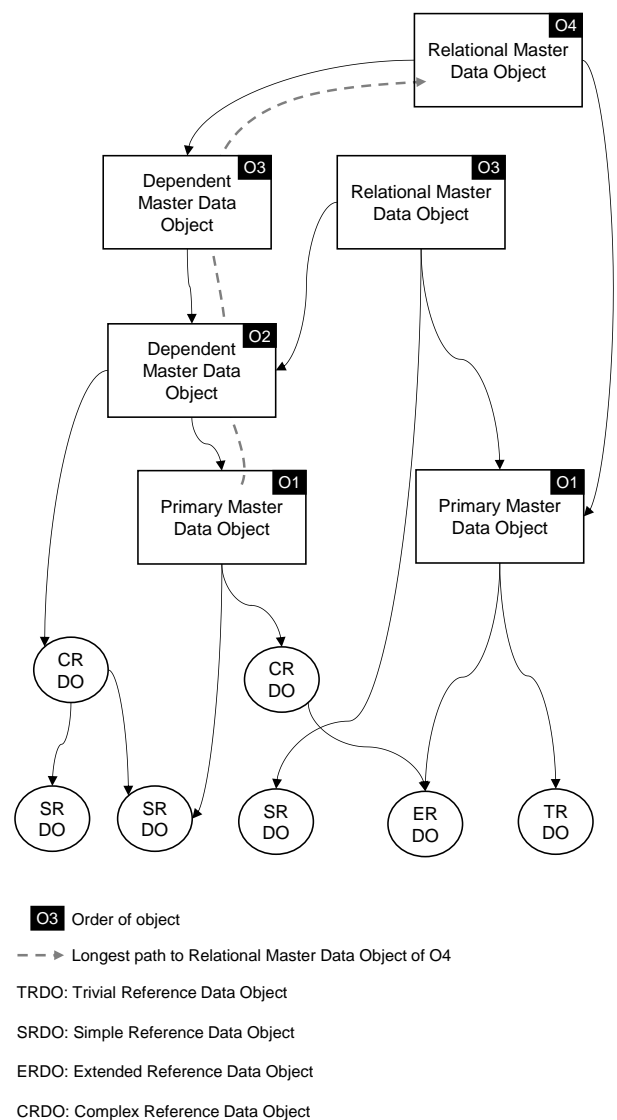 O4
Relational Master
Data Object
O3
Dependent
Master Data
Object
O3
Relational Master
Data Object
O2
Dependent
Master Data
Object
O1
Primary Master
Data Object
O1
Primary Master
Data Object
CR
DO
CR
DO
SR
DO
SR
DO
SR
DO
ER
DO
TR
DO
O3 Order of object
Longest path to Relational Master Data Object of O4
TRDO: Trivial Reference Data Object
SRDO: Simple Reference Data Object
ERDO: Extended Reference Data Object
CRDO: Complex Reference Data Object